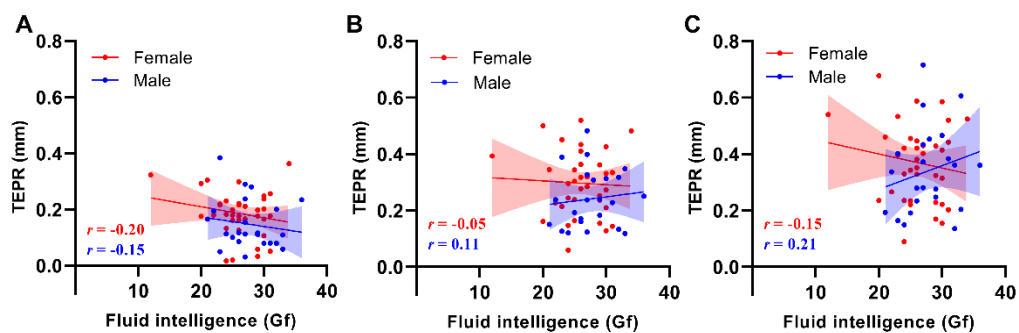 A
TEPR (mm)
0.8
0.6
0.4
0.2
0.0
Female
Male
r = -0.20
r = -0.15
10 20 30 40
Fluid intelligence (Gf)
B
TEPR (mm)
0.8
0.6
0.4
0.2
0.0
Female
Male
r = -0.05
r = 0.11
10 20 30 40
Fluid intelligence (Gf)
C
TEPR (mm)
0.8
0.6
0.4
0.2
0.0
Female
Male
r = -0.15
r = 0.21
10 20 30 40
Fluid intelligence (Gf)